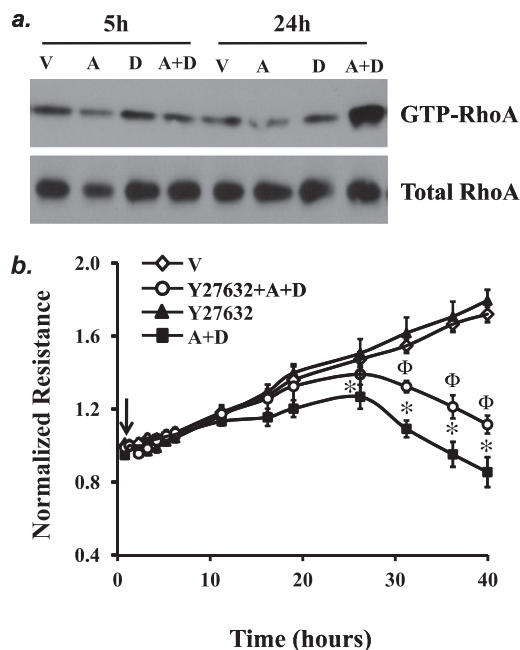 a.
5h 24h
V A D A+D V A D A+D
GTP-RhoA
Total RhoA
b.
V
Y27632+A+D
Y27632
A+D
2.0
1.6
1.2
0.8
0.4
Normalized Resistance
Φ Φ Φ
* * * *
0 10 20 30 40
Time (hours)